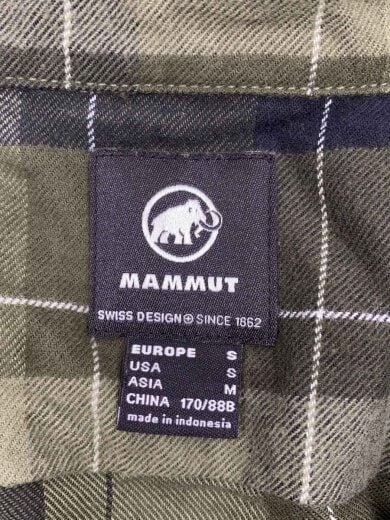 MAMMUT
SWISS DESIGN⊕SINCE 1862
EUROPE S
USA S
ASIA M
CHINA 170/88B
made in indonesia